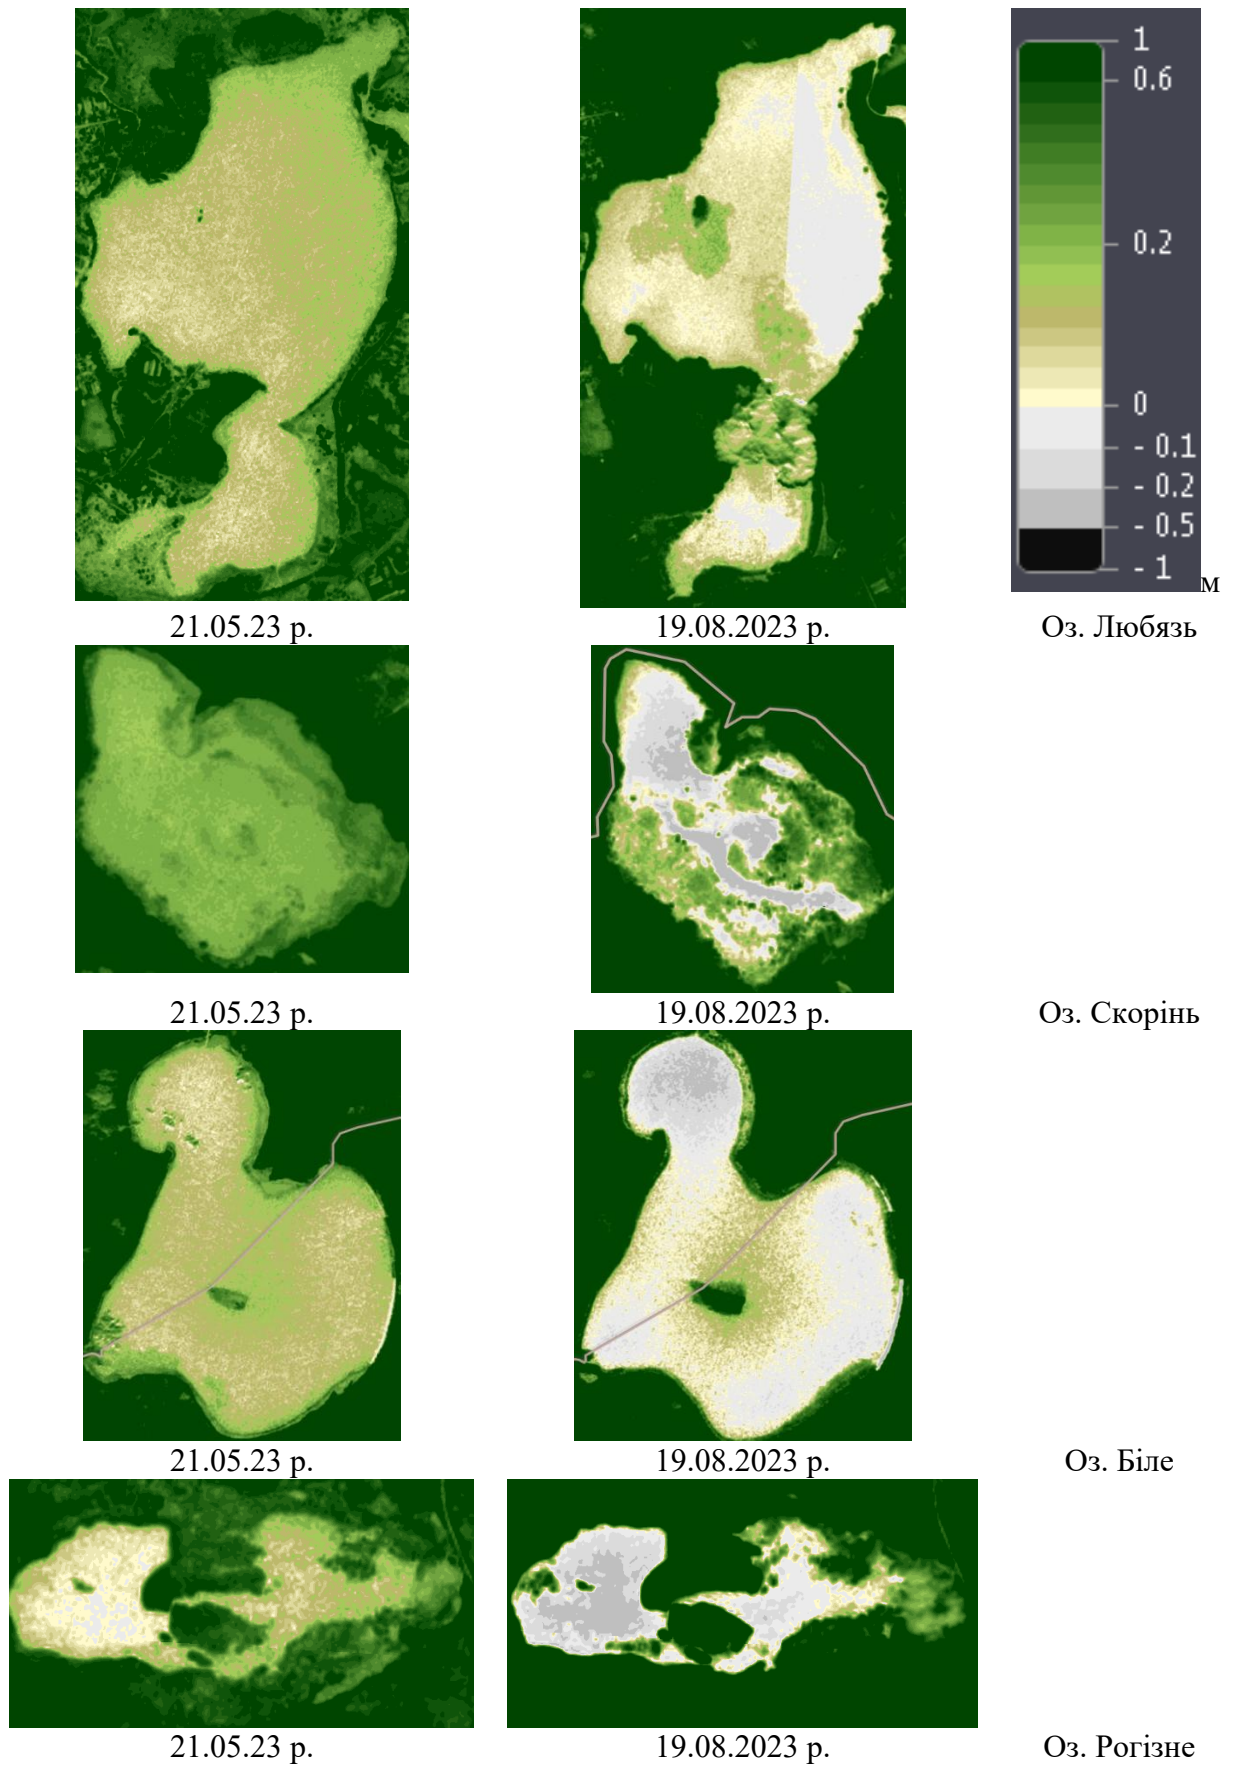 1
0.6
0.2
0
- 0.1
- 0.2
- 0.5
- 1
м
21.05.23 р.
19.08.2023 р.
Оз. Любязь
21.05.23 р.
19.08.2023 р.
Оз. Скорінь
21.05.23 р.
19.08.2023 р.
Оз. Біле
21.05.23 р.
19.08.2023 р.
Оз. Рогізне